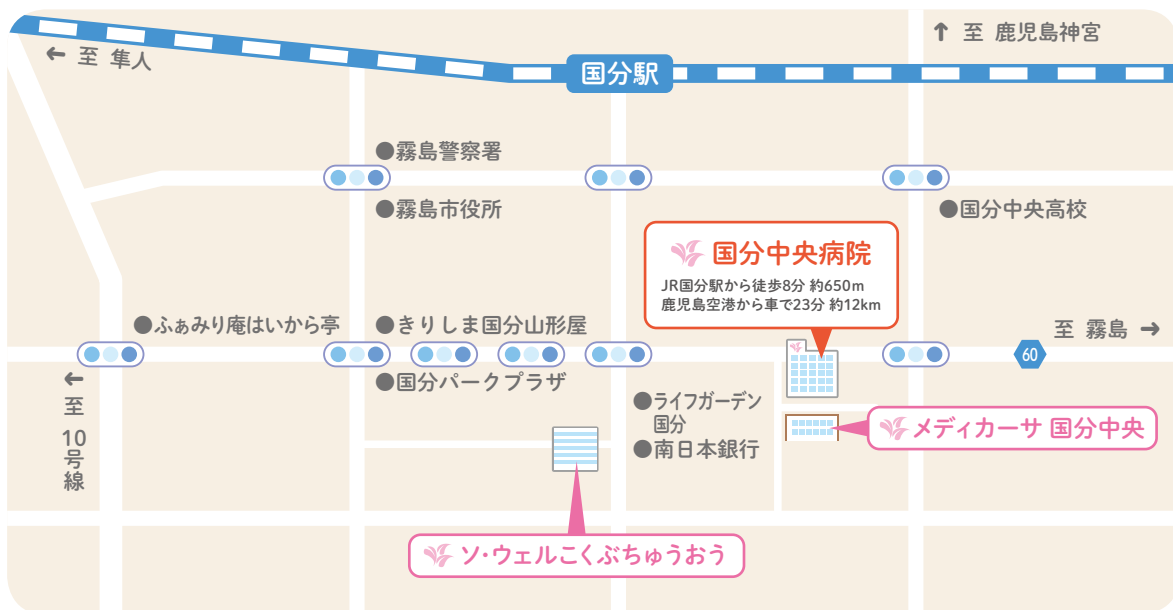 ← 至 隼人
国分駅
↑ 至 鹿児島神宮
●霧島警察署
●霧島市役所
●国分中央高校
国分中央病院
JR国分駅から徒歩8分 約650m
鹿児島空港から車で23分 約12km
●ふぁみり庵はいから亭
●きりしま国分山形屋
至 霧島 →
60
←
至
10
号
線
●国分パークプラザ
●ライフガーデン
国分
●南日本銀行
メディカーサ 国分中央
ソ・ウェルこくぶちゅうおう